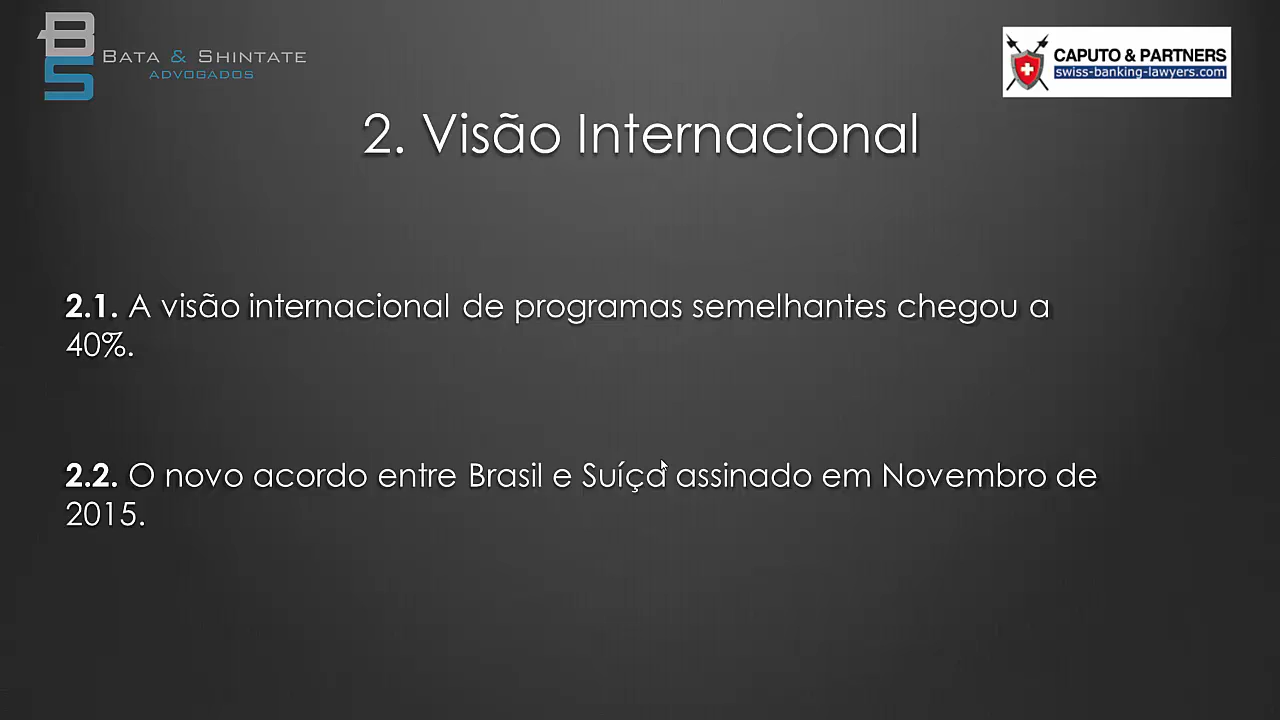 BS
BATA & SHINTATE
ADVOGADOS
CAPUTO & PARTNERS
swiss-banking-lawyers.com
2. Visão Internacional
2.1. A visão internacional de programas semelhantes chegou a
40%.
2.2. O novo acordo entre Brasil e Suíça assinado em Novembro de
2015.